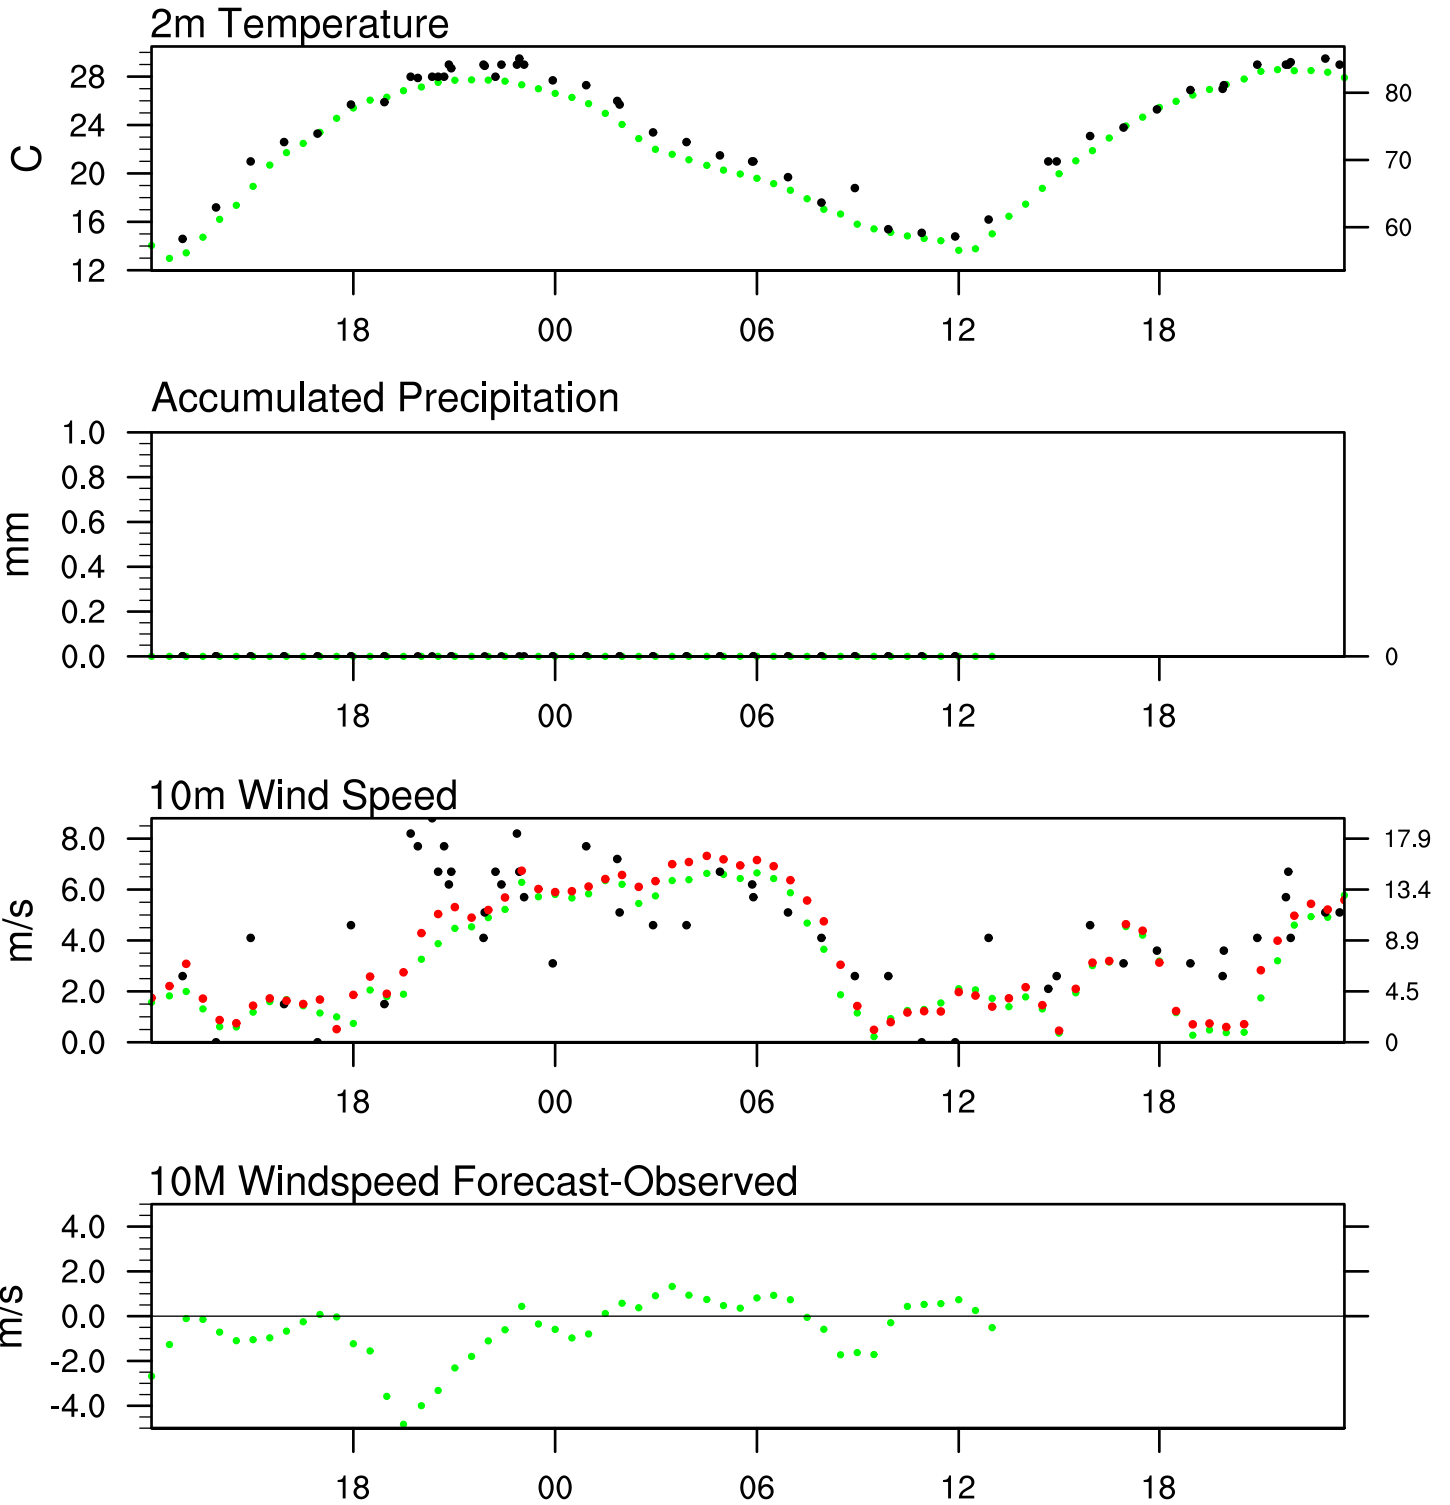 2m Temperature
28
24
20
16
12
C
80
70
60
18 00 06 12 18
Accumulated Precipitation
1.0
0.8
0.6
0.4
0.2
0.0
mm
0
18 00 06 12 18
10m Wind Speed
8.0
6.0
4.0
2.0
0.0
m/s
17.9
13.4
8.9
4.5
0
18 00 06 12 18
10M Windspeed Forecast-Observed
4.0
2.0
0.0
-2.0
-4.0
m/s
18 00 06 12 18